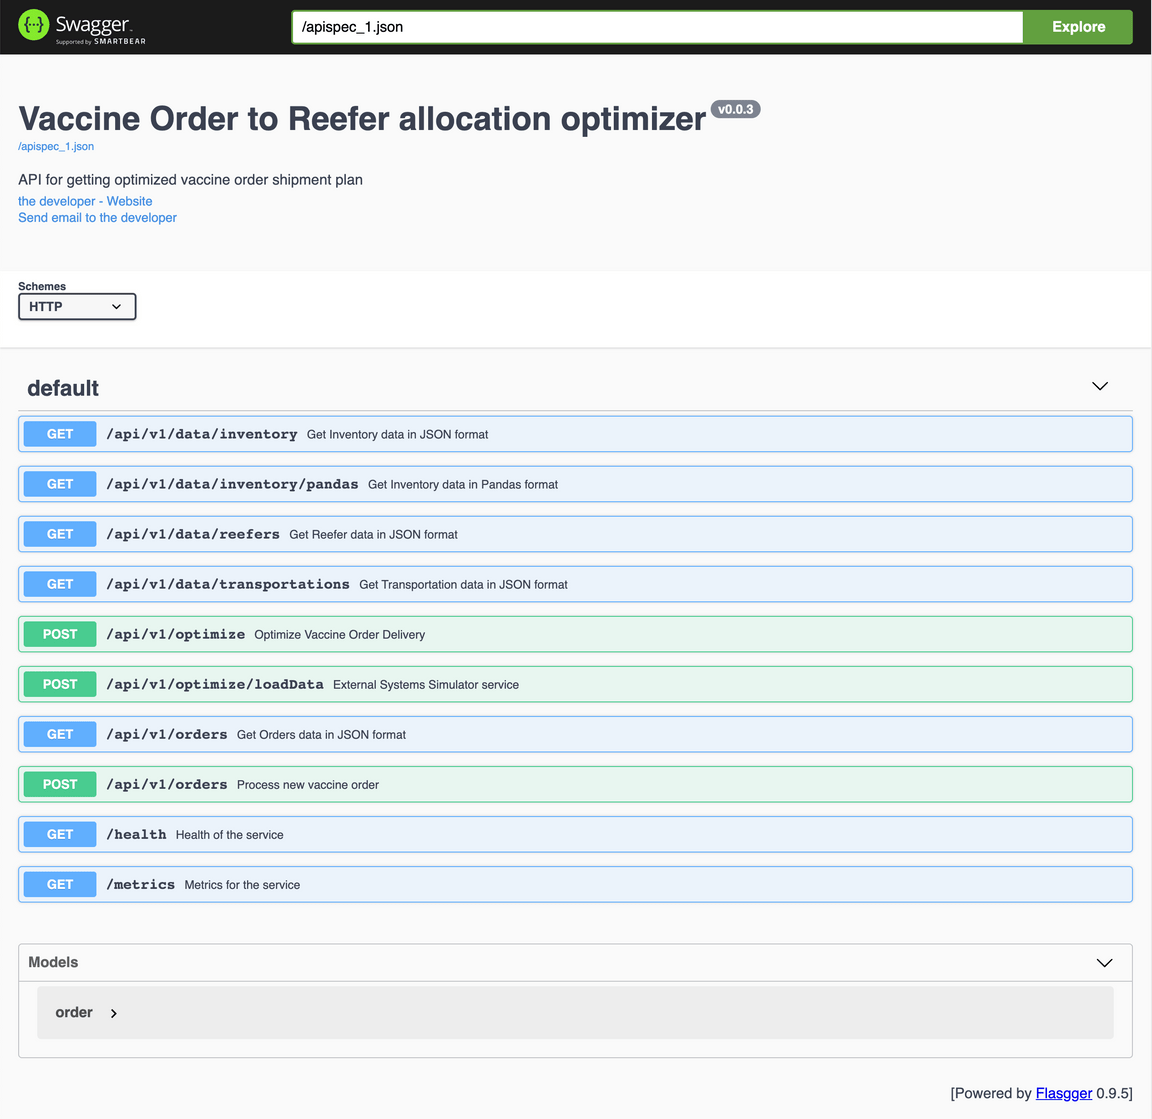 Swagger
Supported by SMARTBEAR
/apispec_1.json
Explore
Vaccine Order to Reefer allocation optimizer v0.0.3
/apispec_1.json
API for getting optimized vaccine order shipment plan
the developer - Website
Send email to the developer
Schemes
HTTP
default
GET /api/v1/data/inventory Get Inventory data in JSON format
GET /api/v1/data/inventory/pandas Get Inventory data in Pandas format
GET /api/v1/data/reefers Get Reefer data in JSON format
GET /api/v1/data/transportations Get Transportation data in JSON format
POST /api/v1/optimize Optimize Vaccine Order Delivery
POST /api/v1/optimize/loadData External Systems Simulator service
GET /api/v1/orders Get Orders data in JSON format
POST /api/v1/orders Process new vaccine order
GET /health Health of the service
GET /metrics Metrics for the service
Models
order
[Powered by Flasgger 0.9.5]